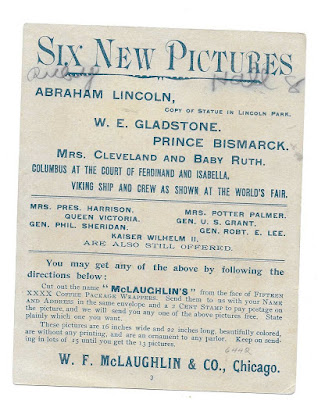 SIX NEW PICTURES
ABRAHAM LINCOLN,
COPY OF STATUE IN LINCOLN PARK.
W. E. GLADSTONE.
PRINCE BISMARCK.
MRS. CLEVELAND AND BABY RUTH.
COLUMBUS AT THE COURT OF FERDINAND AND ISABELLA.
VIKING SHIP AND CREW AS SHOWN AT THE WORLD'S FAIR.
MRS. PRES. HARRISON. MRS. POTTER PALMER.
QUEEN VICTORIA. GEN. U. S. GRANT.
GEN. PHIL. SHERIDAN. GEN. ROBT. E. LEE.
KAISER WILHELM II.
ARE ALSO STILL OFFERED.
You may get any of the above by following the
directions below:
Cut out the name "McLAUGHLIN'S" from the face of FIFTEEN
XXXX COFFEE PACKAGE WRAPPERS. Send them to us with your NAME
AND ADDRESS in the same envelope and a 2 CENT STAMP to pay postage
on the picture, and we will send you any one of the above pictures free. State
plainly which one you want.
These pictures are 16 inches wide and 22 inches long, beautifully colored,
are without any printing, and are an ornament to any parlor. Keep on send-
ing in lots of 15 until you get the 13 pictures.
W. F. McLAUGHLIN & CO., Chicago.